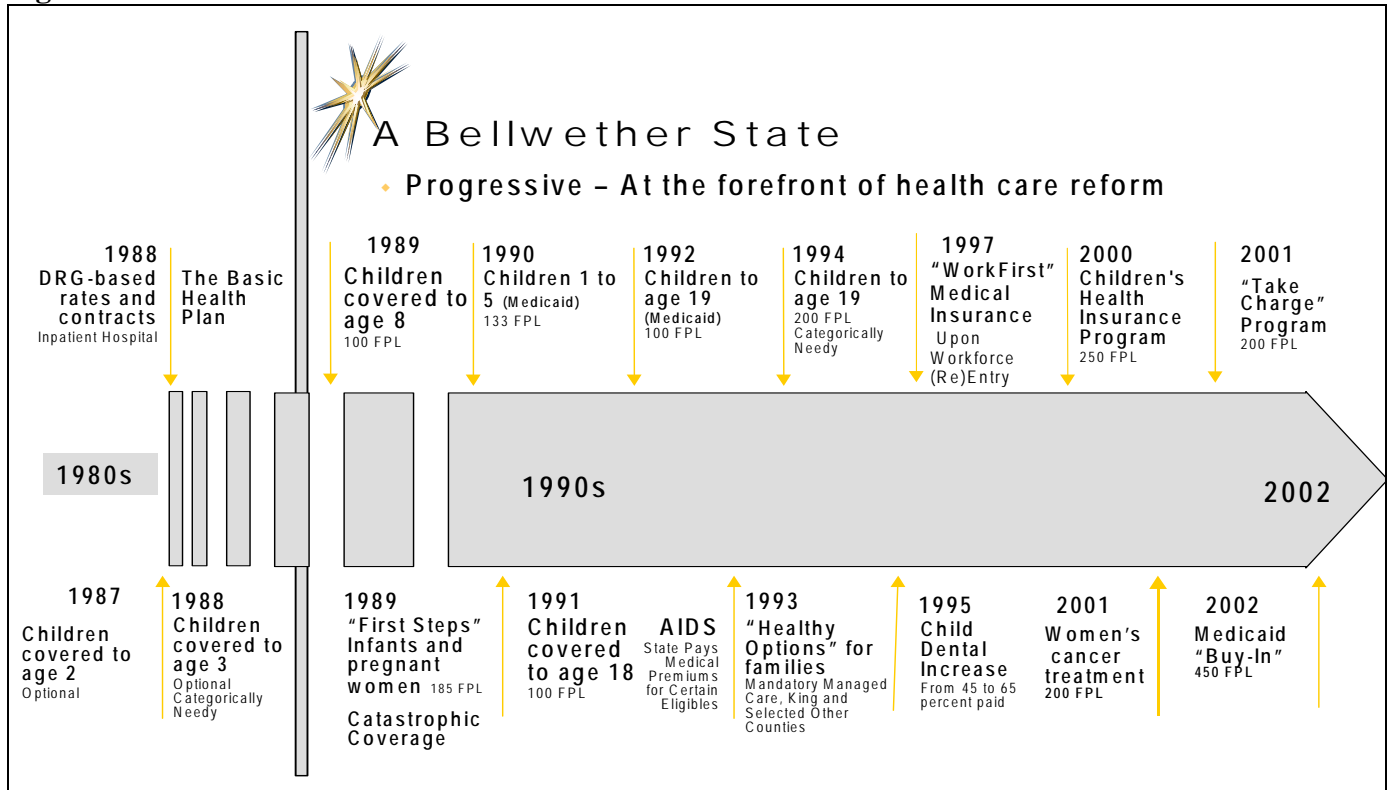 A Bellwether State
• Progressive – At the forefront of health care reform
1988
DRG-based
rates and
contracts
Inpatient Hospital
The Basic
Health
Plan
1989
Children
covered to
age 8
100 FPL
1990
Children 1 to
5 (Medicaid)
133 FPL
1992
Children to
age 19
(Medicaid)
100 FPL
1994
Children to
age 19
200 FPL
Categorically
Needy
1997
“WorkFirst”
Medical
Insurance
Upon
Workforce
(Re)Entry
2000
Children's
Health
Insurance
Program
250 FPL
2001
“Take
Charge”
Program
200 FPL
1980s
1990s
2002
1987
Children
covered to
age 2
Optional
1988
Children
covered to
age 3
Optional
Categorically
Needy
1989
“First Steps”
Infants and
pregnant
women 185 FPL
Catastrophic
Coverage
1991
Children
covered
to age 18
100 FPL
AIDS
State Pays
Medical
Premiums
for Certain
Eligibles
1993
“Healthy
Options” for
families
Mandatory Managed
Care, King and
Selected Other
Counties
1995
Child
Dental
Increase
From 45 to 65
percent paid
2001
Women’s
cancer
treatment
200 FPL
2002
Medicaid
“Buy-In”
450 FPL